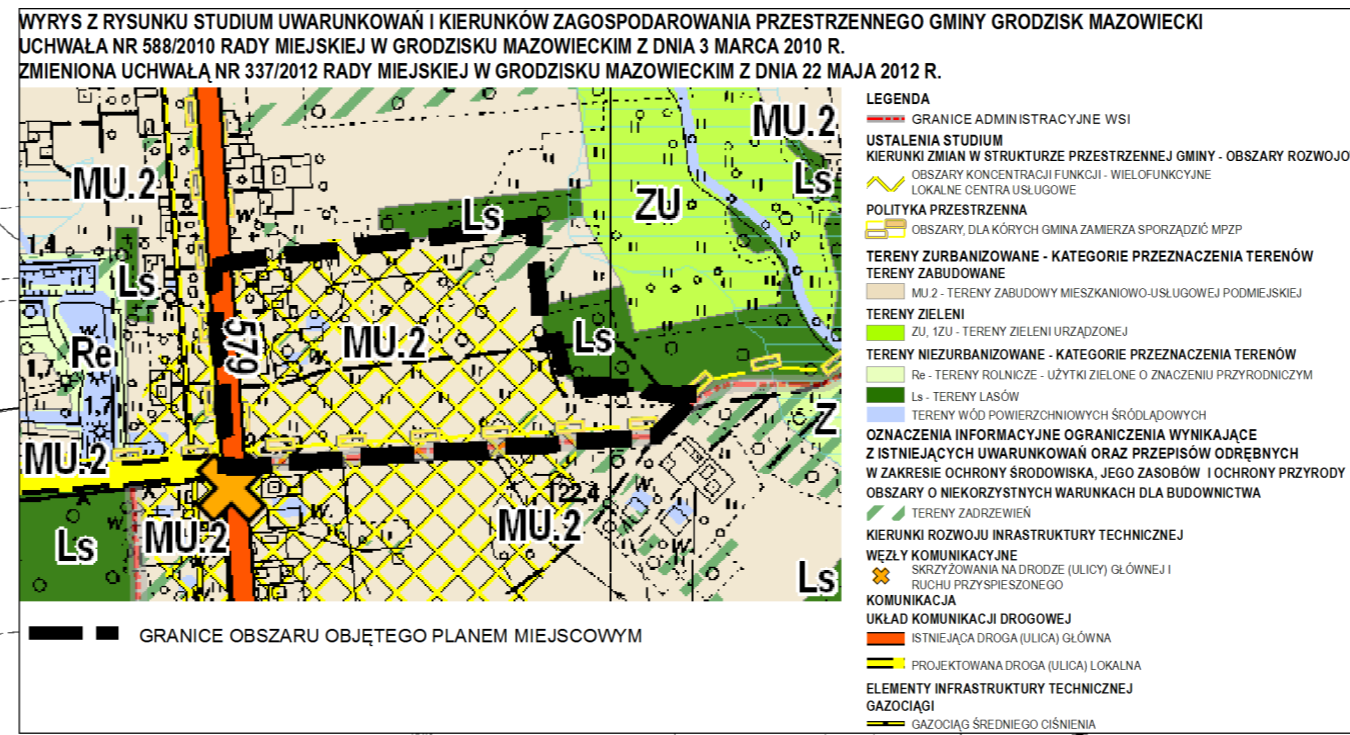 WYRYS Z RYSUNKU STUDIUM UWARUNKOWAŃ I KIERUNKÓW ZAGOSPODAROWANIA PRZESTRZENNEGO GMINY GRODZISK MAZOWIECKI
UCHWAŁA NR 588/2010 RADY MIEJSKIEJ W GRODZISKU MAZOWIECKIM Z DNIA 3 MARCA 2010 R.
ZMIENIONA UCHWAŁĄ NR 337/2012 RADY MIEJSKIEJ W GRODZISKU MAZOWIECKIM Z DNIA 22 MAJA 2012 R.
MU.2
MU.2
Ls
Ls
ZU
1,4
Ls
579
MU.2
Ls
Re
1,7
1,7
Z
MU.2
122,4
MU.2
MU.2
Ls
Ls
GRANICE OBSZARU OBJĘTEGO PLANEM MIEJSCOWYM
LEGENDA
GRANICE ADMINISTRACYJNE WSI
USTALENIA STUDIUM
KIERUNKI ZMIAN W STRUKTURZE PRZESTRZENNEJ GMINY - OBSZARY ROZWOJO
OBSZARY KONCENTRACJI FUNKCJI - WIELOFUNKCYJNE
LOKALNE CENTRA USŁUGOWE
POLITYKA PRZESTRZENNA
OBSZARY, DLA KÓRYCH GMINA ZAMIERZA SPORZĄDZIĆ MPZP
TERENY ZURBANIZOWANE - KATEGORIE PRZEZNACZENIA TERENÓW
TERENY ZABUDOWANE
MU.2 - TERENY ZABUDOWY MIESZKANIOWO-USŁUGOWEJ PODMIEJSKIEJ
TERENY ZIELENI
ZU, 1ZU - TERENY ZIELENI URZĄDZONEJ
TERENY NIEZURBANIZOWANE - KATEGORIE PRZEZNACZENIA TERENÓW
Re - TERENY ROLNICZE - UŻYTKI ZIELONE O ZNACZENIU PRZYRODNICZYM
Ls - TERENY LASÓW
TERENY WÓD POWIERZCHNIOWYCH ŚRÓDLĄDOWYCH
OZNACZENIA INFORMACYJNE OGRANICZENIA WYNIKAJĄCE
Z ISTNIEJĄCYCH UWARUNKOWAŃ ORAZ PRZEPISÓW ODRĘBNYCH
W ZAKRESIE OCHRONY ŚRODOWISKA, JEGO ZASOBÓW I OCHRONY PRZYRODY
OBSZARY O NIEKORZYSTNYCH WARUNKACH DLA BUDOWNICTWA
TERENY ZADRZEWIEŃ
KIERUNKI ROZWOJU INRASTRUKTURY TECHNICZNEJ
WĘZŁY KOMUNIKACYJNE
SKRZYŻOWANIA NA DRODZE (ULICY) GŁÓWNEJ I
RUCHU PRZYSPIESZONEGO
KOMUNIKACJA
UKŁAD KOMUNIKACJI DROGOWEJ
ISTNIEJĄCA DROGA (ULICA) GŁÓWNA
PROJEKTOWANA DROGA (ULICA) LOKALNA
ELEMENTY INFRASTRUKTURY TECHNICZNEJ
GAZOCIĄGI
GAZOCIĄG ŚREDNIEGO CIŚNIENIA